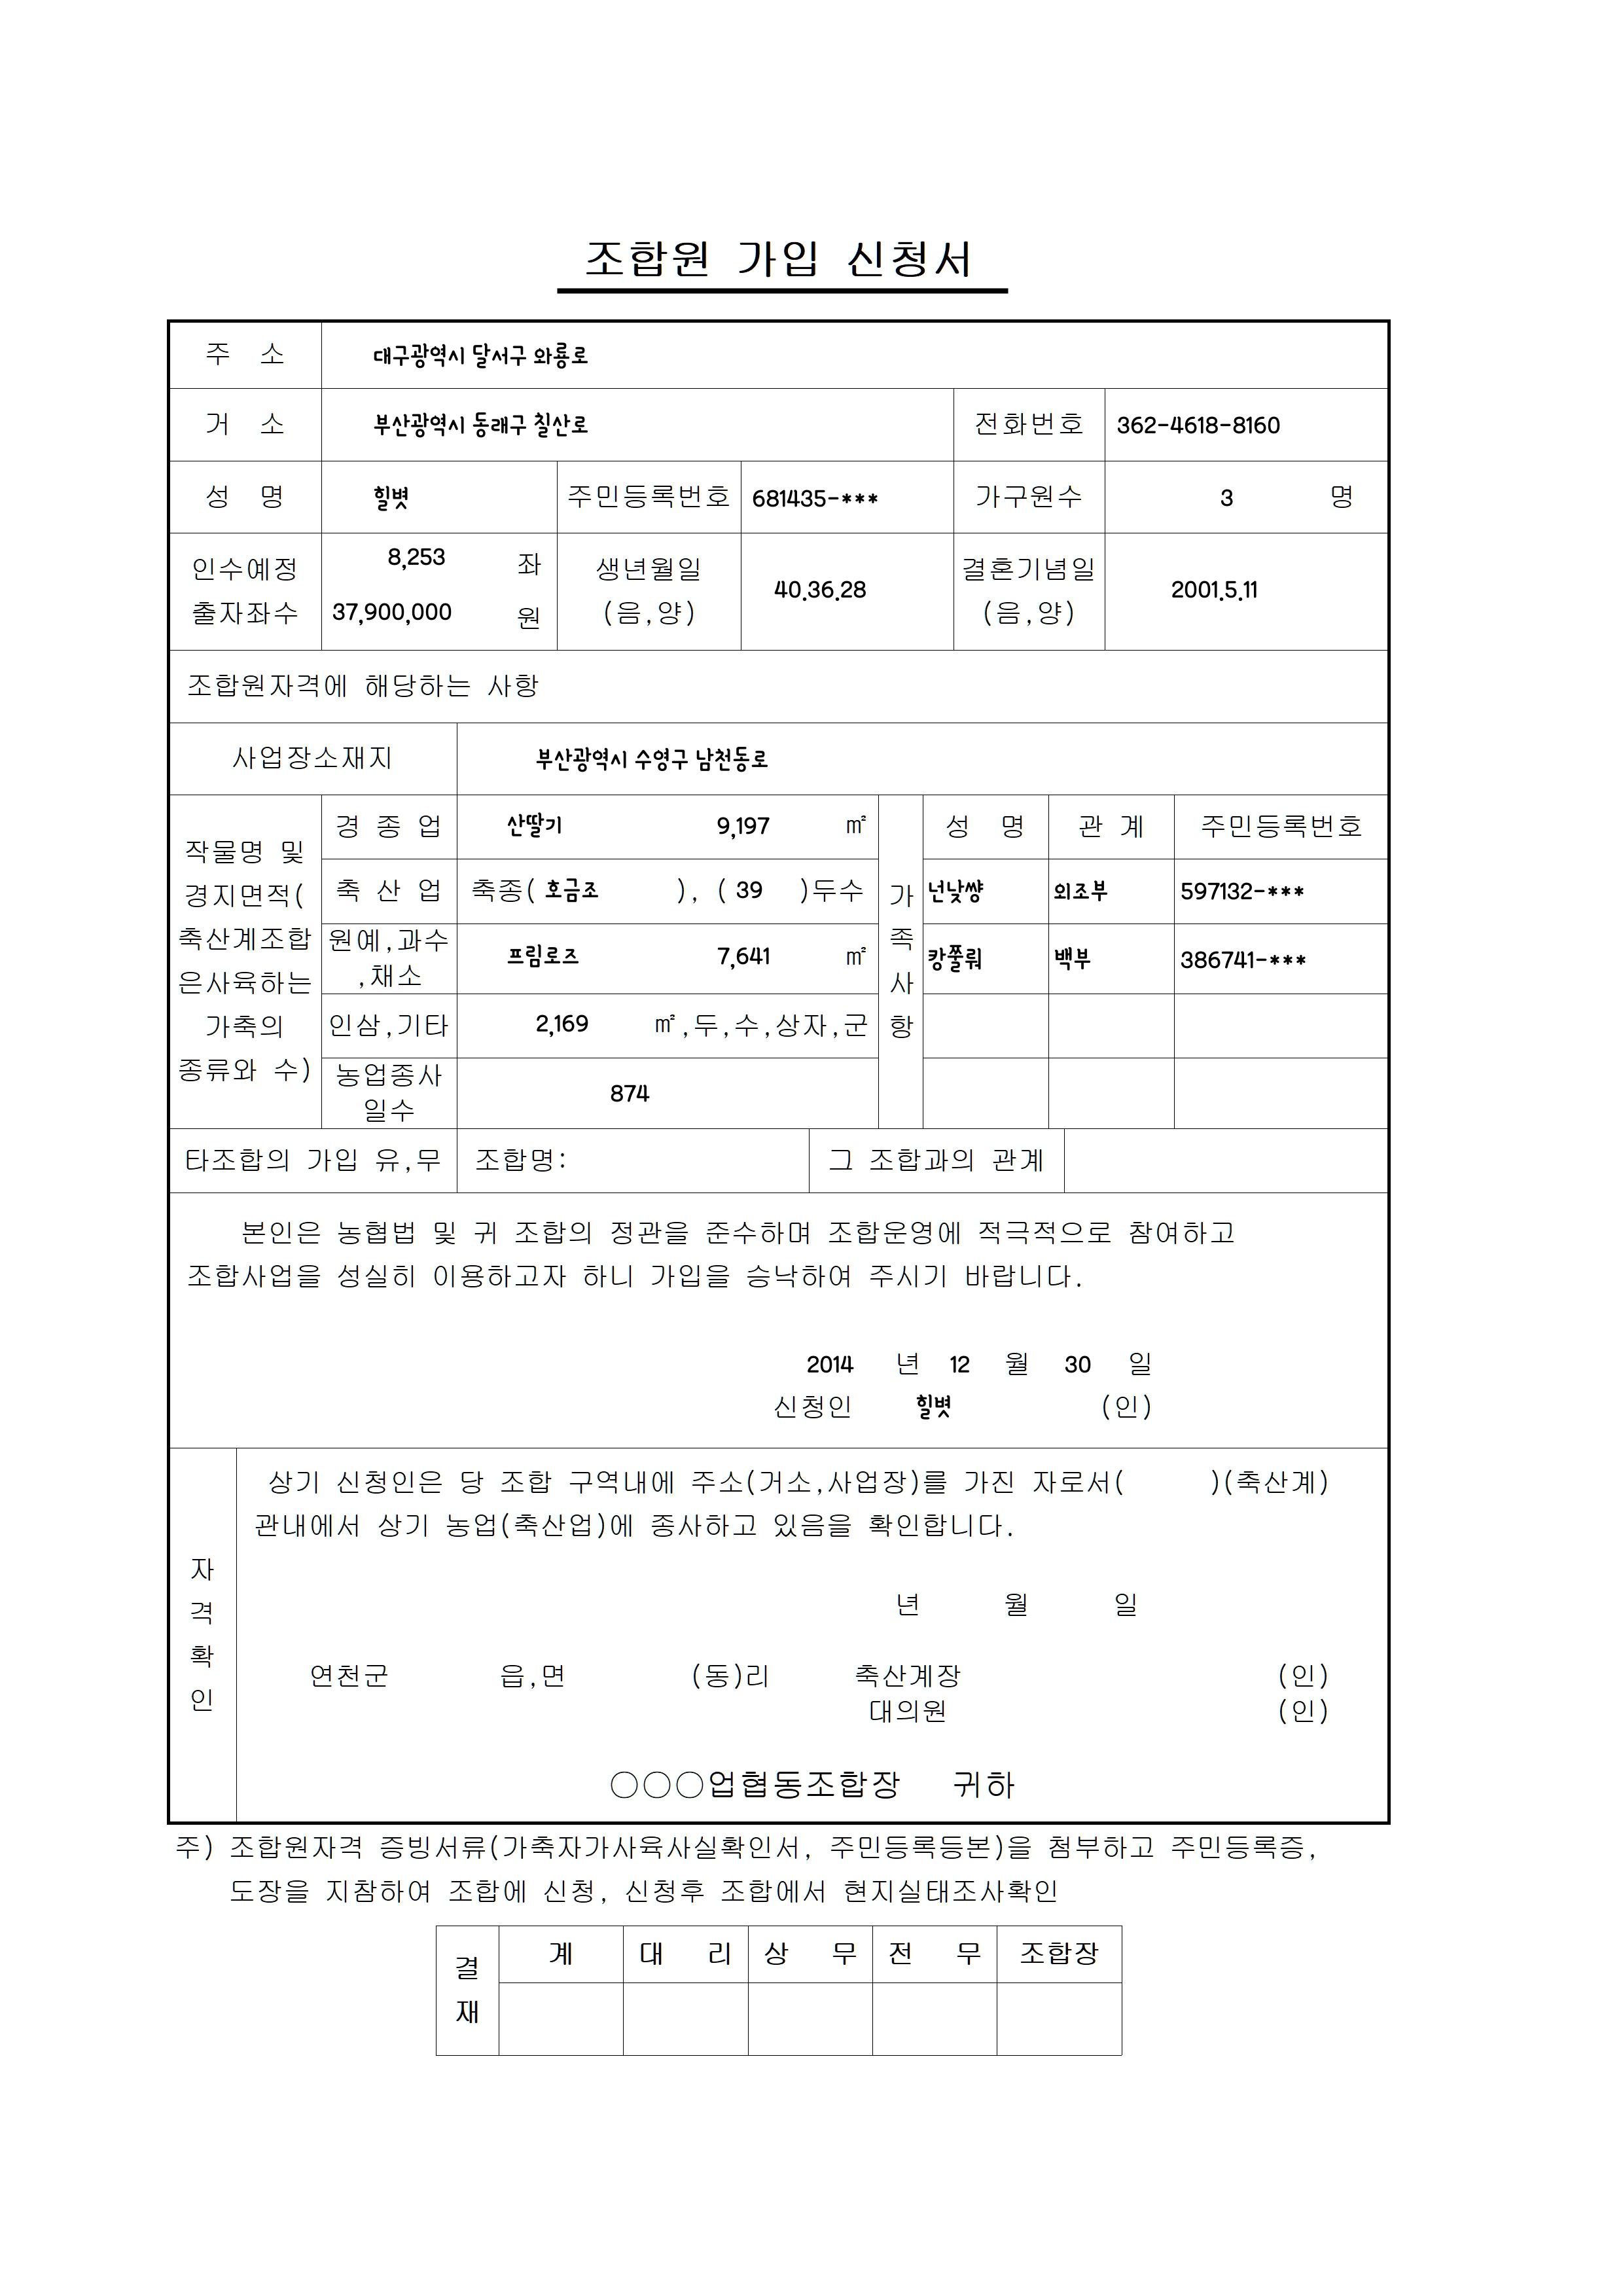 조합원 가입 신청서
주 소 대구광역시 달서구 와룡로
거 소 부산광역시 동래구 칠산로 전화번호 362-4618-8160
성 명 힐볏 주민등록번호 681435-*** 가구원수 3 명
인수예정 출자좌수 8,253 좌 37,900,000 원 생년월일 (음,양) 40.36.28 결혼기념일 (음,양) 2001.5.11
조합원자격에 해당하는 사항
사업장소재지 부산광역시 수영구 남천동로
작물명 및 경지면적(축산계조합은사육하는 가축의 종류와 수)
경 종 업 산딸기 9,197 ㎡
축 산 업 축종( 호금조 ), ( 39 )두수
원예,과수,채소 프림로즈 7,641 ㎡
인삼,기타 2,169 ㎡,두,수,상자,군
농업종사일수 874
가족사항
성 명 관 계 주민등록번호
넌낮썅 외조부 597132-***
캉쭐뤄 백부 386741-***
타조합의 가입 유,무 조합명: 그 조합과의 관계
본인은 농협법 및 귀 조합의 정관을 준수하며 조합운영에 적극적으로 참여하고
조합사업을 성실히 이용하고자 하니 가입을 승낙하여 주시기 바랍니다.
2014 년 12 월 30 일
신청인 힐볏 (인)
자격확인
상기 신청인은 당 조합 구역내에 주소(거소,사업장)를 가진 자로서( )(축산계)
관내에서 상기 농업(축산업)에 종사하고 있음을 확인합니다.
년 월 일
연천군 읍,면 (동)리 축산계장 (인)
대의원 (인)
○○○업협동조합장 귀하
주) 조합원자격 증빙서류(가축자가사육사실확인서, 주민등록등본)을 첨부하고 주민등록증,
도장을 지참하여 조합에 신청, 신청후 조합에서 현지실태조사확인
결재 계 대 리 상 무 전 무 조합장